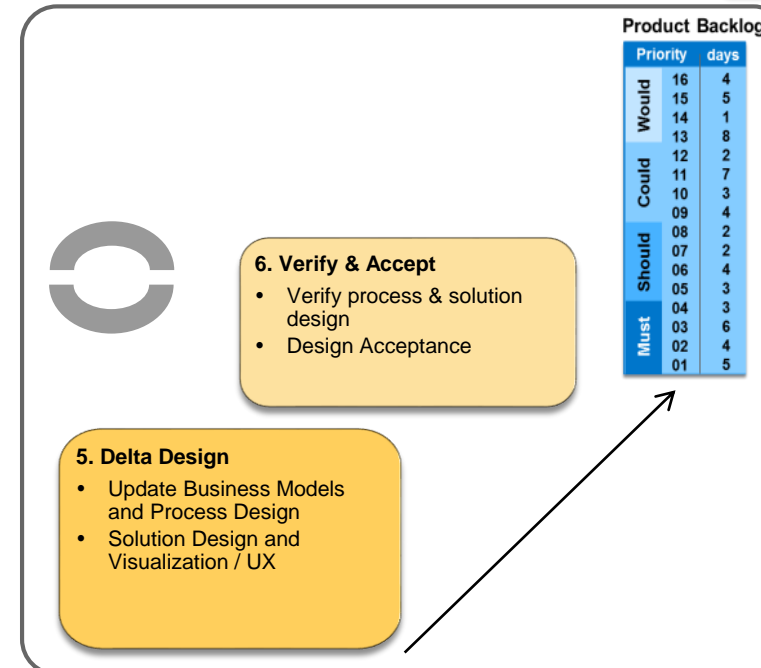 Product Backlog
Priority days
Would
16 4
15 5
14 1
13 8
Could
12 2
11 7
10 3
09 4
Should
08 2
07 2
06 4
05 3
Must
04 3
03 6
02 4
01 5
6. Verify & Accept
• Verify process & solution
design
• Design Acceptance
5. Delta Design
• Update Business Models
and Process Design
• Solution Design and
Visualization / UX